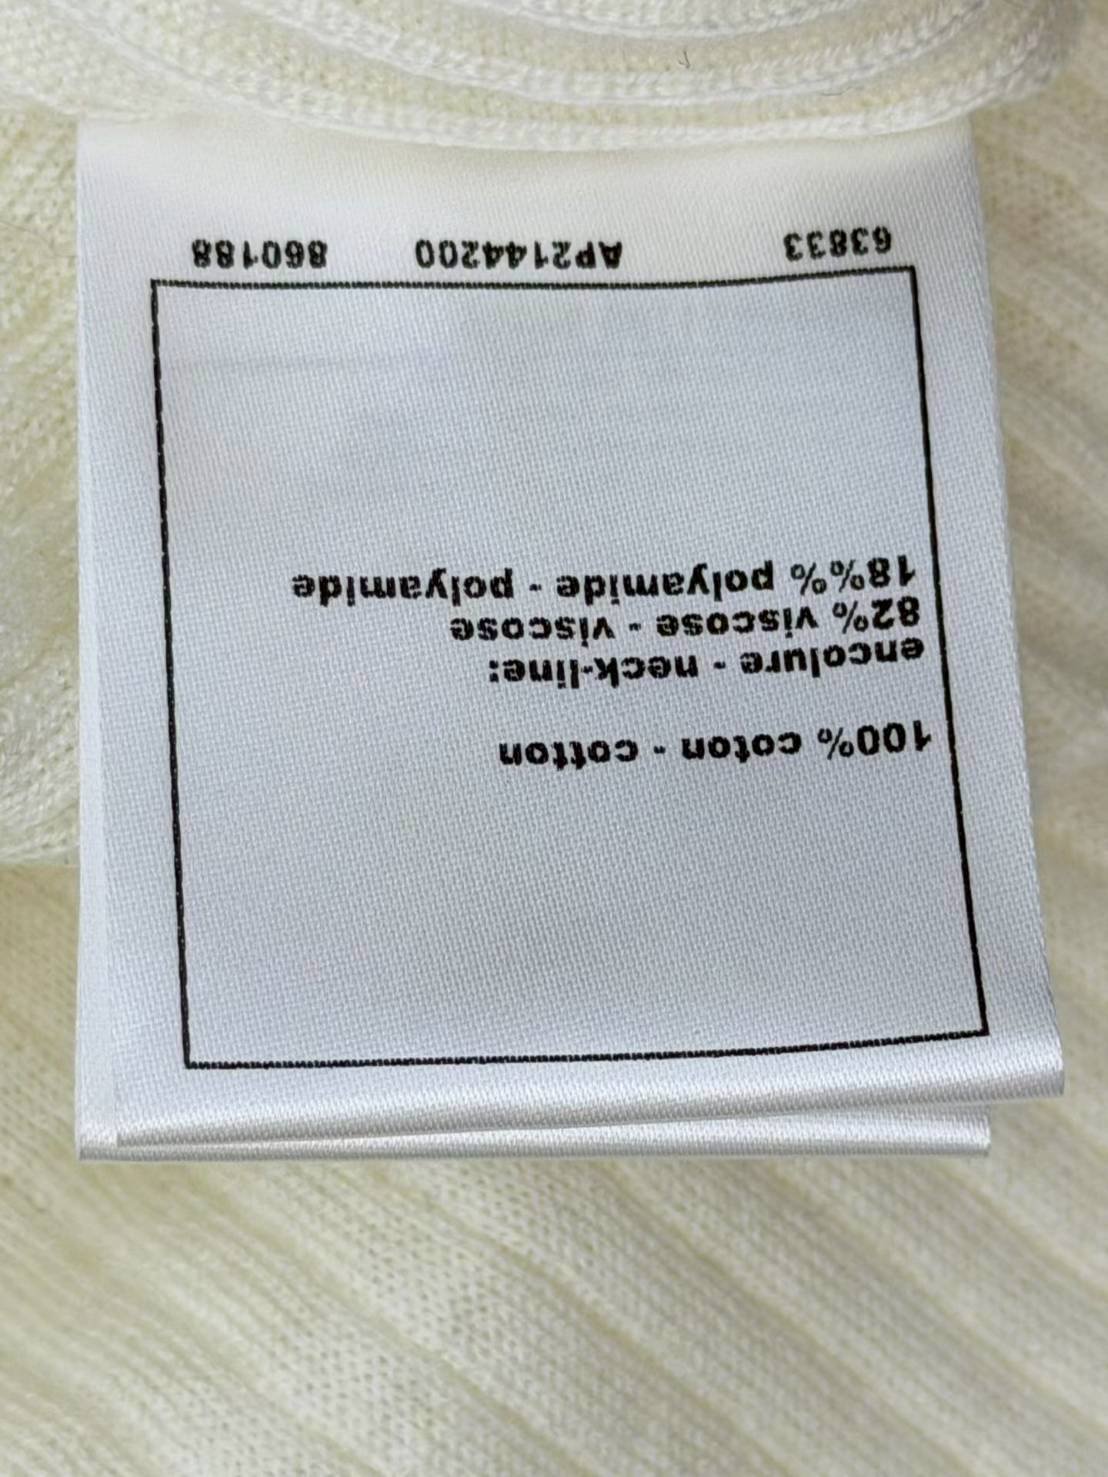 100% coton - cotton
encolure - neck-line:
82% viscose - viscose
18%% polyamide - polyamide
63833 AP2144200 860188